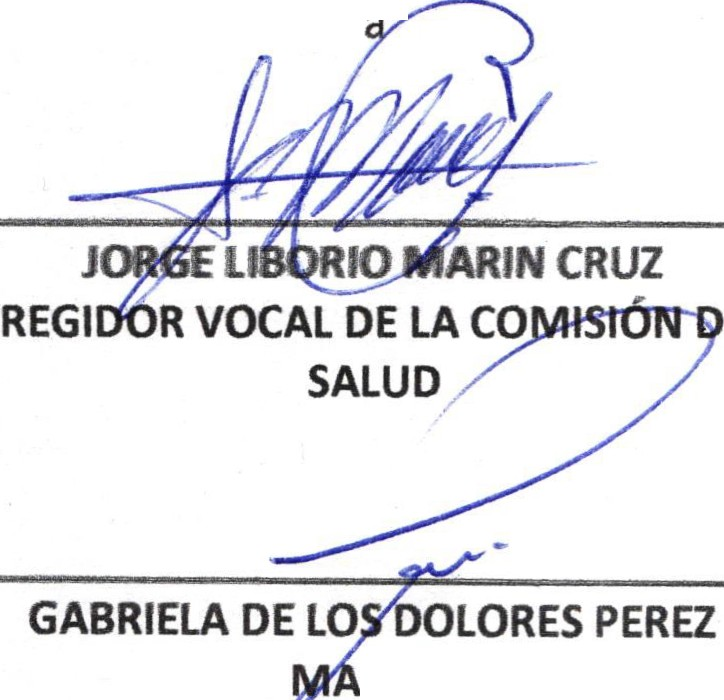 JORGE LIBORIO MARIN CRUZ
REGIDOR VOCAL DE LA COMISIÓN D
SALUD
GABRIELA DE LOS DOLORES PEREZ
MA